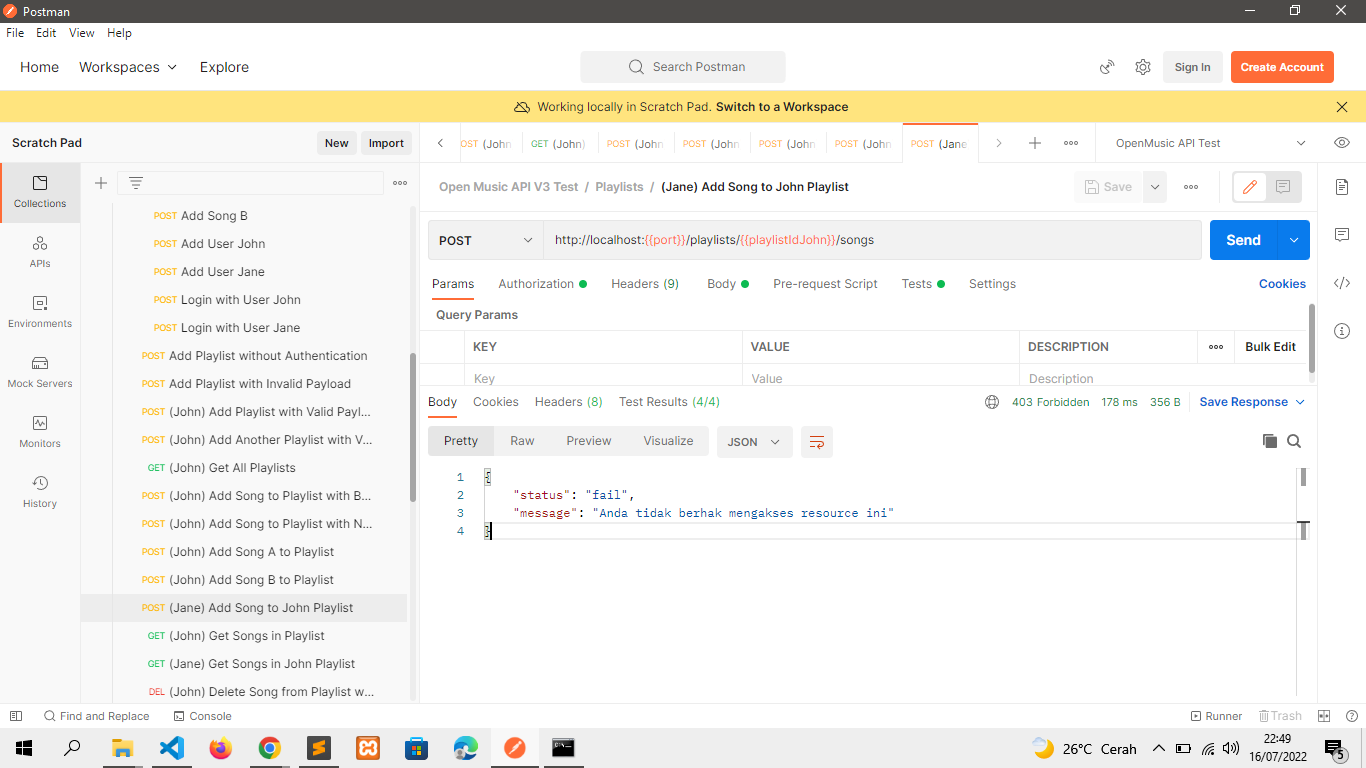 Postman
File Edit View Help
Home Workspaces Explore Search Postman Sign In Create Account
Working locally in Scratch Pad. Switch to a Workspace
Scratch Pad New Import
OST (John GET (John) POST (John POST (John POST (John POST (John POST (Jane OpenMusic API Test
Collections
APIs
Environments
Mock Servers
Monitors
History
POST Add Song B
POST Add User John
POST Add User Jane
POST Login with User John
POST Login with User Jane
POST Add Playlist without Authentication
POST Add Playlist with Invalid Payload
POST (John) Add Playlist with Valid Payl...
POST (John) Add Another Playlist with V...
GET (John) Get All Playlists
POST (John) Add Song to Playlist with B...
POST (John) Add Song to Playlist with N...
POST (John) Add Song A to Playlist
POST (John) Add Song B to Playlist
POST (Jane) Add Song to John Playlist
GET (John) Get Songs in Playlist
GET (Jane) Get Songs in John Playlist
DEL (John) Delete Song from Playlist w...
Open Music API V3 Test / Playlists / (Jane) Add Song to John Playlist Save
POST http://localhost:{{port}}/playlists/{{playlistIdJohn}}/songs Send
Params Authorization Headers (9) Body Pre-request Script Tests Settings Cookies
Query Params
KEY VALUE DESCRIPTION Bulk Edit
Key Value Description
Body Cookies Headers (8) Test Results (4/4) 403 Forbidden 178 ms 356 B Save Response
Pretty Raw Preview Visualize JSON
1 {
2 "status": "fail",
3 "message": "Anda tidak berhak mengakses resource ini"
4 }
Find and Replace Console Runner Trash
26°C Cerah 22:49
16/07/2022 5